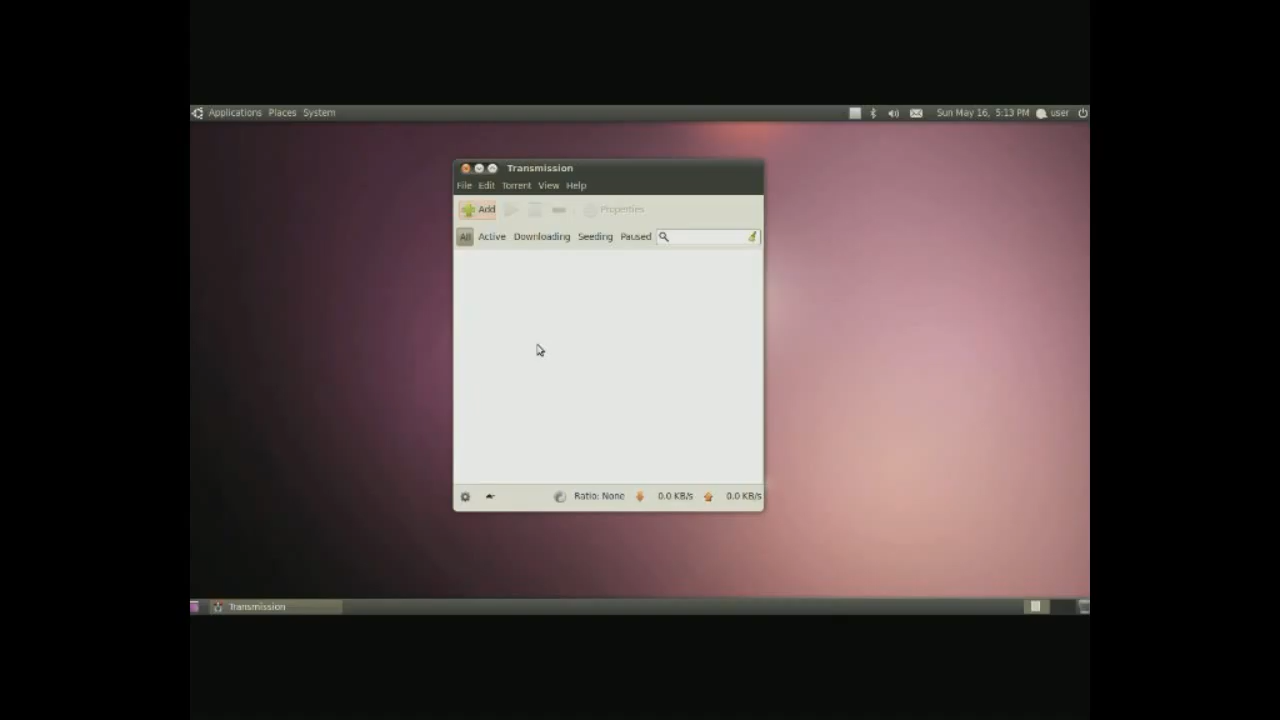 Applications Places System
Sun May 16, 5:13 PM user
Transmission
File Edit Torrent View Help
Add Properties
All Active Downloading Seeding Paused
Ratio: None 0.0 KB/s 0.0 KB/s
Transmission